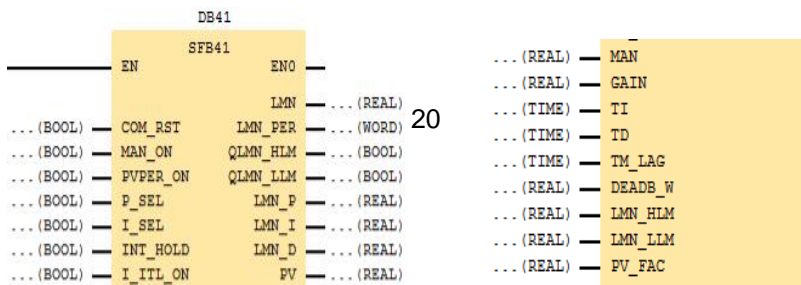 DB41
SFB41
EN ENO
LMN ...(REAL)
...(BOOL) COM_RST LMN_PER ...(WORD) 20
...(BOOL) MAN_ON QLMN_HLM ...(BOOL)
...(BOOL) PVPER_ON QLMN_LLM ...(BOOL)
...(BOOL) P_SEL LMN_P ...(REAL)
...(BOOL) I_SEL LMN_I ...(REAL)
...(BOOL) INT_HOLD LMN_D ...(REAL)
...(BOOL) I_ITL_ON PV ...(REAL)
...(REAL) MAN
...(REAL) GAIN
...(TIME) TI
...(TIME) TD
...(TIME) TM_LAG
...(REAL) DEADB_W
...(REAL) LMN_HLM
...(REAL) LMN_LLM
...(REAL) PV_FAC